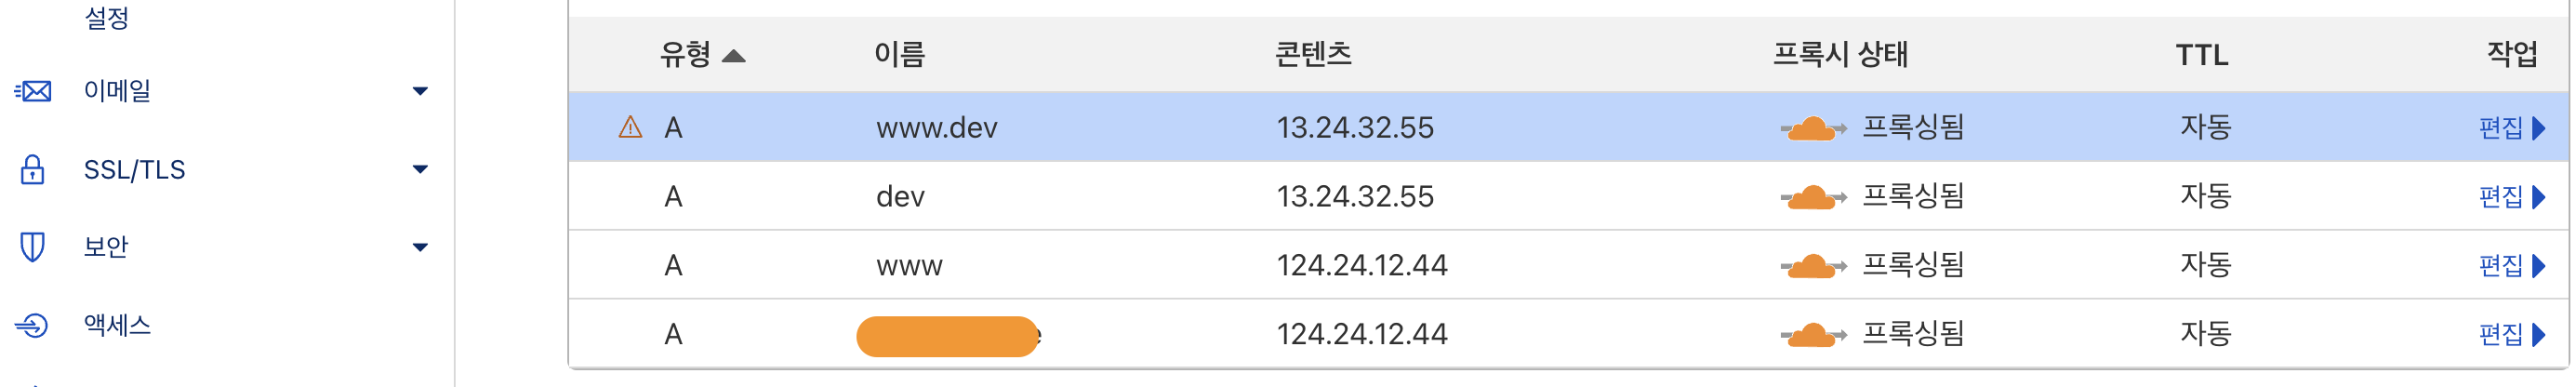 설정
이메일
SSL/TLS
보안
액세스
유형 이름 콘텐츠 프록시 상태 TTL 작업
A www.dev 13.24.32.55 프록싱됨 자동 편집
A dev 13.24.32.55 프록싱됨 자동 편집
A www 124.24.12.44 프록싱됨 자동 편집
A 124.24.12.44 프록싱됨 자동 편집